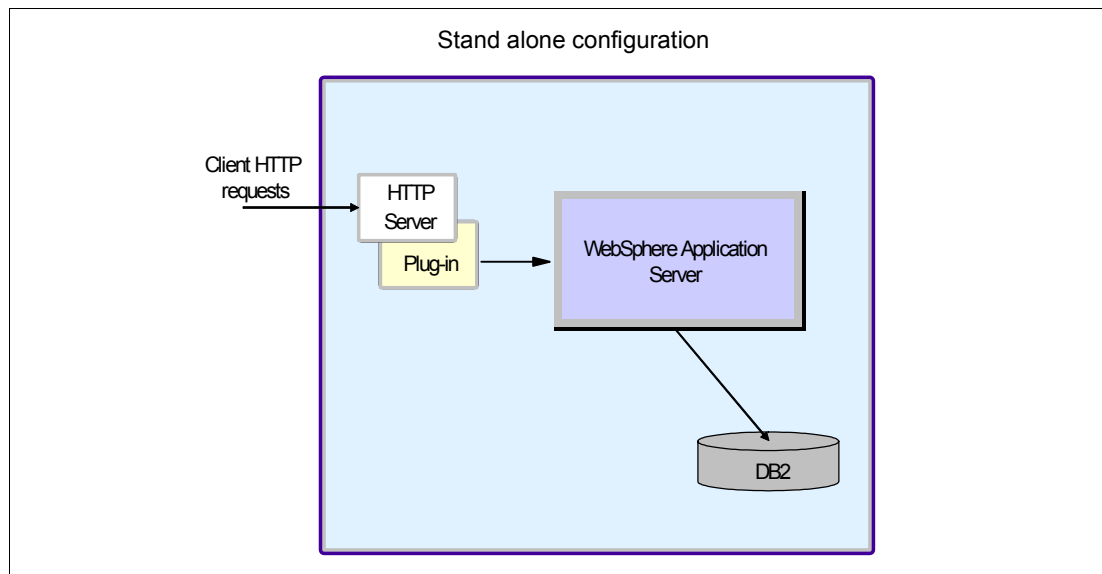 Stand alone configuration
Client HTTP
requests
HTTP
Server
Plug-in
WebSphere Application
Server
DB2